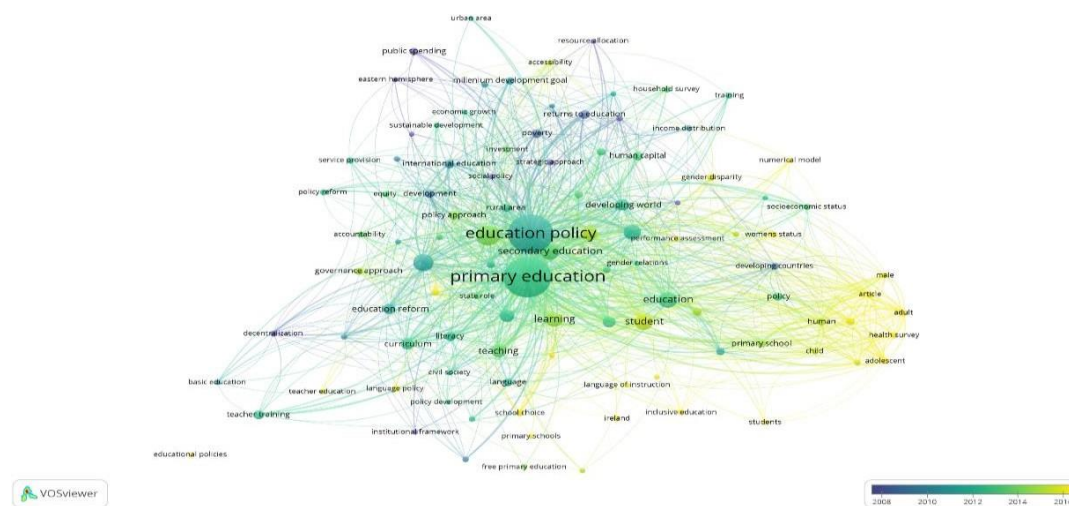 urban area
public spending
resource allocation
accessibility
eastern hemisphere
millenium development goal
household survey
training
economic growth
returns to education
sustainable development
poverty
income distribution
investment
human capital
service provision
international education
strategic approach
numerical model
social policy
gender disparity
policy reform
equity
development
rural area
developing world
socioeconomic status
policy approach
accountability
education policy
performance assessment
womens status
secondary education
governance approach
gender relations
developing countries
primary education
male
state role
education
policy
article
education reform
learning
student
human
adult
decentralization
literacy
health survey
curriculum
primary school
teaching
child
adolescent
civil society
basic education
language
teacher education
language policy
language of instruction
policy development
teacher training
school choice
ireland
inclusive education
students
institutional framework
primary schools
educational policies
free primary education
VOSviewer
2008 2010 2012 2014